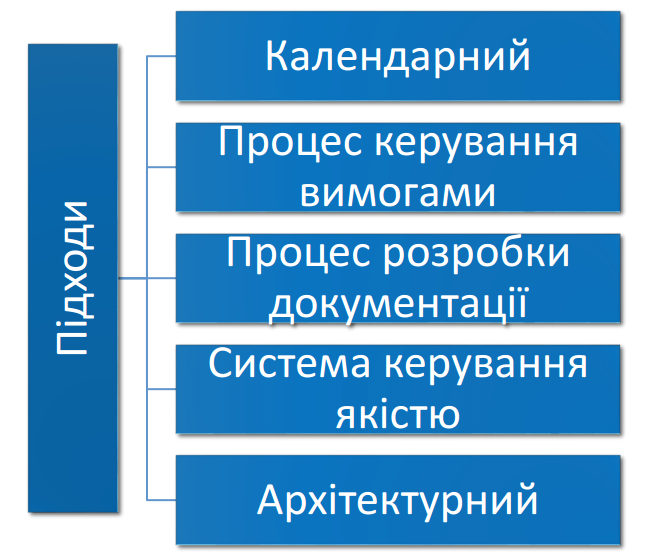 Підходи
Календарний
Процес керування
вимогами
Процес розробки
документації
Система керування
якістю
Архітектурний